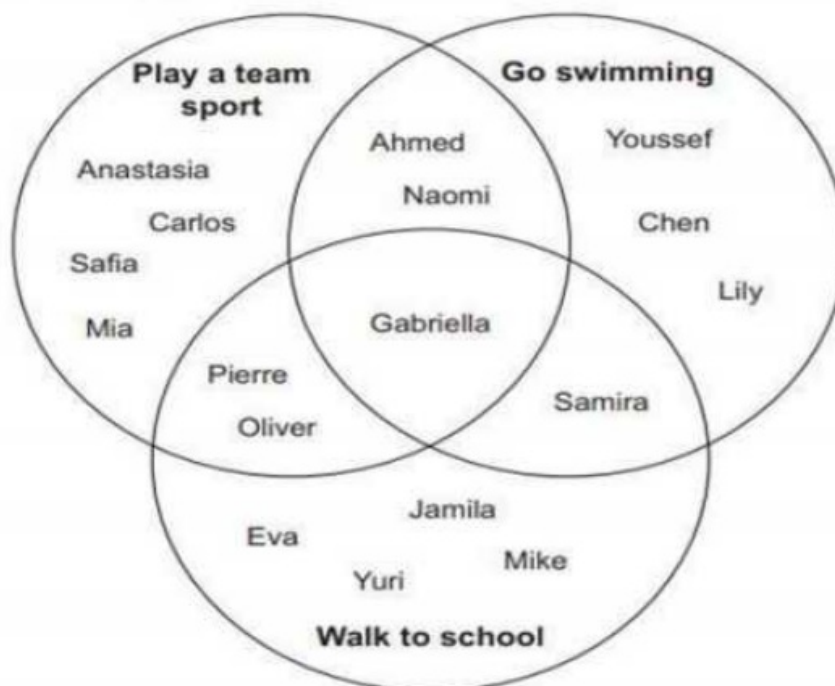 Play a team
sport
Go swimming
Ahmed
Youssef
Anastasia
Naomi
Carlos
Chen
Safia
Lily
Mia
Gabriella
Pierre
Samira
Oliver
Jamila
Eva
Mike
Yuri
Walk to school